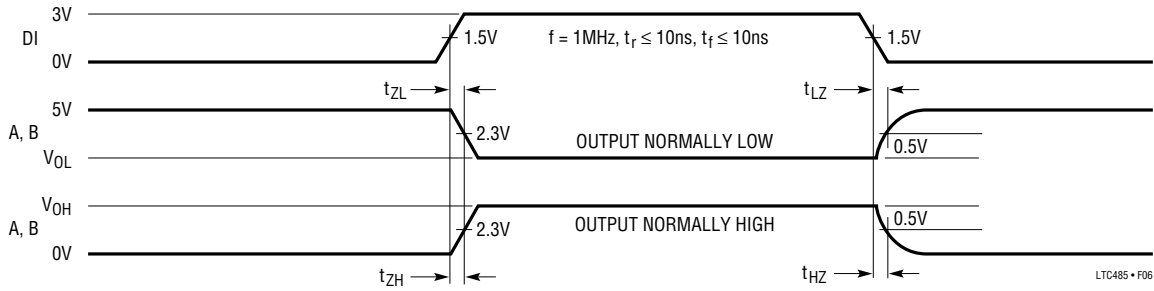 3V
DI
0V
1.5V
f = 1MHz, tr ≤ 10ns, tf ≤ 10ns
1.5V
tZL
tLZ
5V
A, B
VOL
2.3V
OUTPUT NORMALLY LOW
0.5V
VOH
A, B
0V
2.3V
OUTPUT NORMALLY HIGH
0.5V
tZH
tHZ
LTC485 • F06